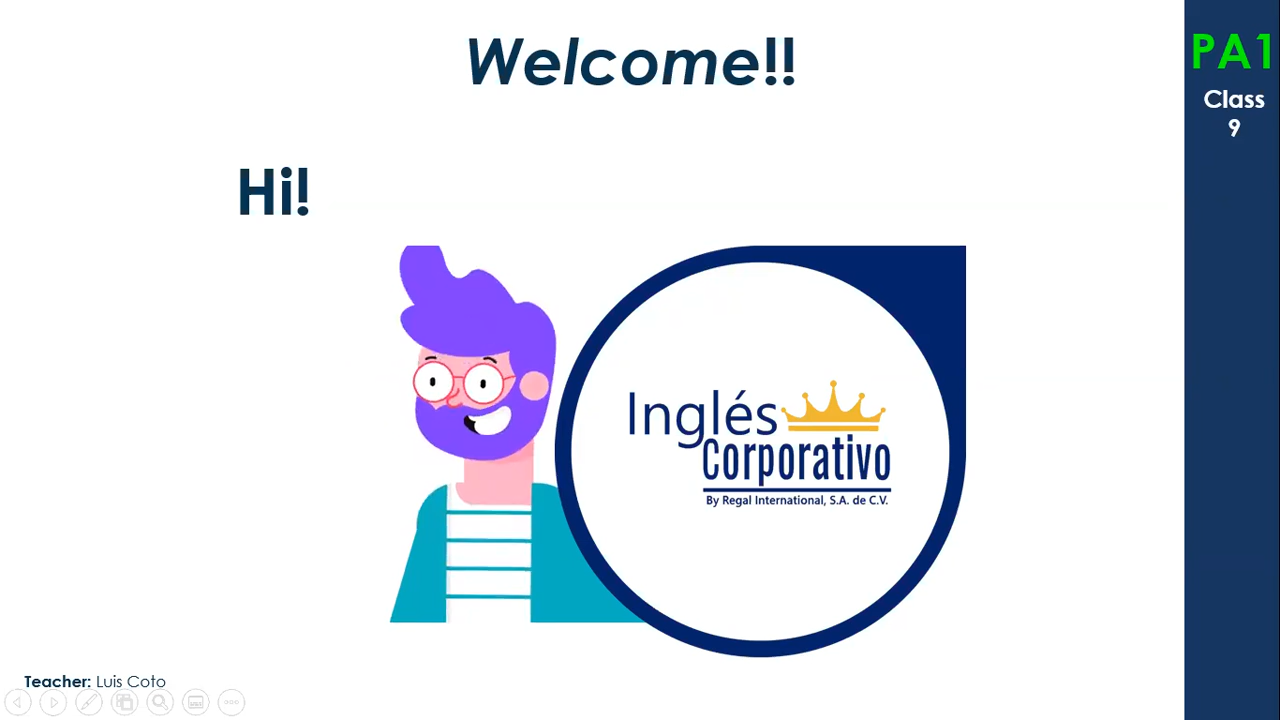 Welcome!!
PA1
Class
9
Hi!
Inglés
Corporativo
By Regal International, S.A. de C.V.
Teacher: Luis Coto